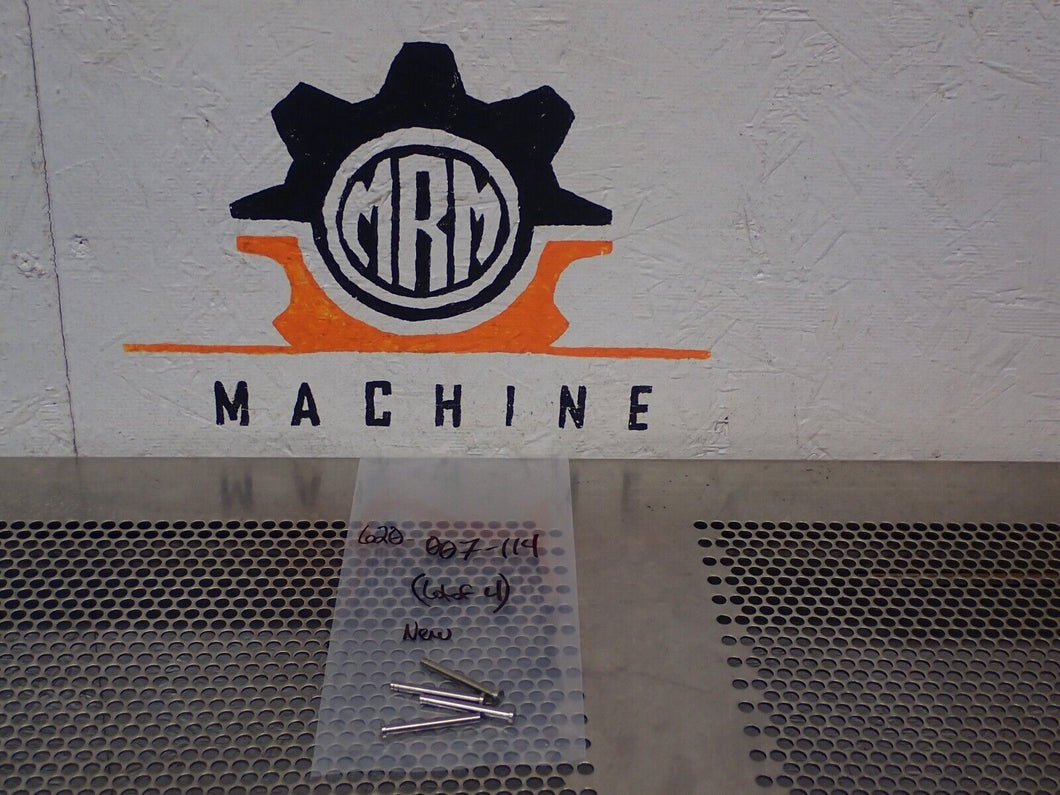 MRM
MACHINE
620-007-114
(Lot of 4)
New